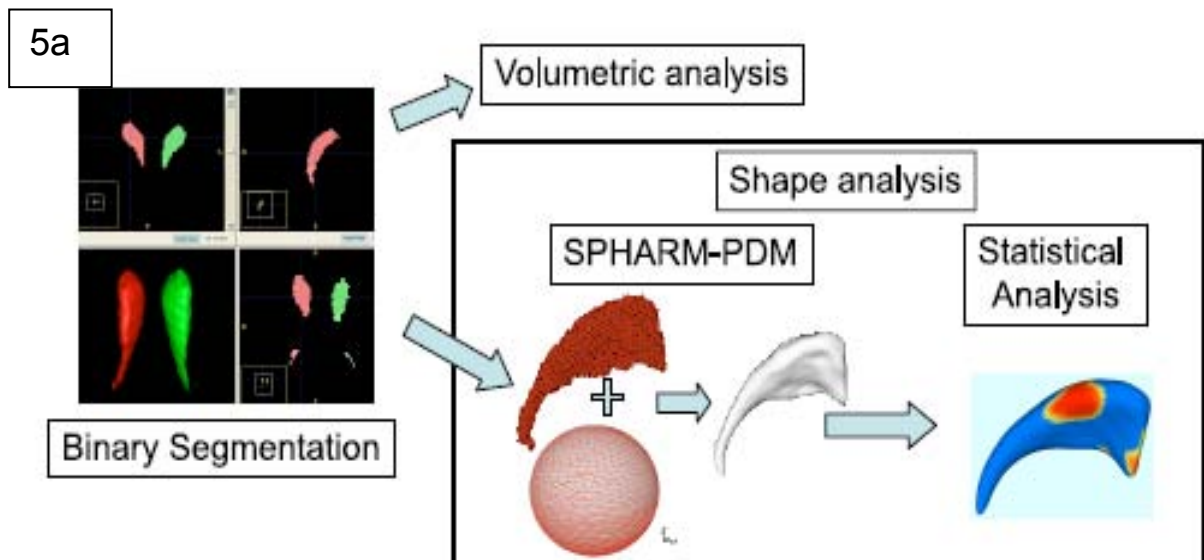 5a
Volumetric analysis
Shape analysis
SPHARM-PDM
Statistical
Analysis
Binary Segmentation